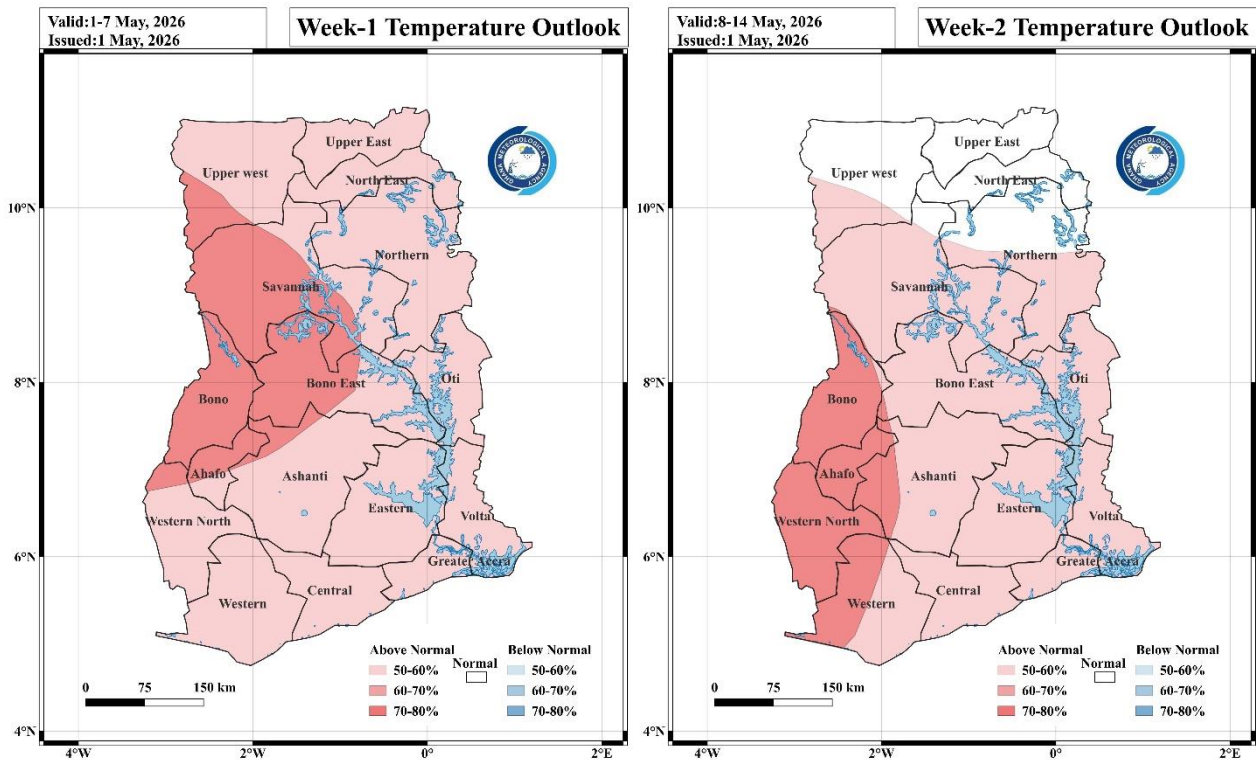 Valid:1-7 May, 2026
Issued:1 May, 2026
Week-1 Temperature Outlook
GHANA METEOROLOGICAL AGENCY
10°N
8°N
6°N
4°N
4°W
2°W
0°
2°E
Upper East
Upper west
North East
Northern
Savannah
Bono East
Oti
Bono
Ahafo
Ashanti
Western North
Eastern
Volta
Greater Accra
Central
Western
Above Normal
50-60%
60-70%
70-80%
Normal
Below Normal
50-60%
60-70%
70-80%
0 75 150 km
Valid:8-14 May, 2026
Issued:1 May, 2026
Week-2 Temperature Outlook
GHANA METEOROLOGICAL AGENCY
10°N
8°N
6°N
4°N
4°W
2°W
0°
2°E
Upper East
Upper west
North East
Northern
Savannah
Bono East
Oti
Bono
Ahafo
Ashanti
Western North
Eastern
Volta
Greater Accra
Central
Western
Above Normal
50-60%
60-70%
70-80%
Normal
Below Normal
50-60%
60-70%
70-80%
0 75 150 km